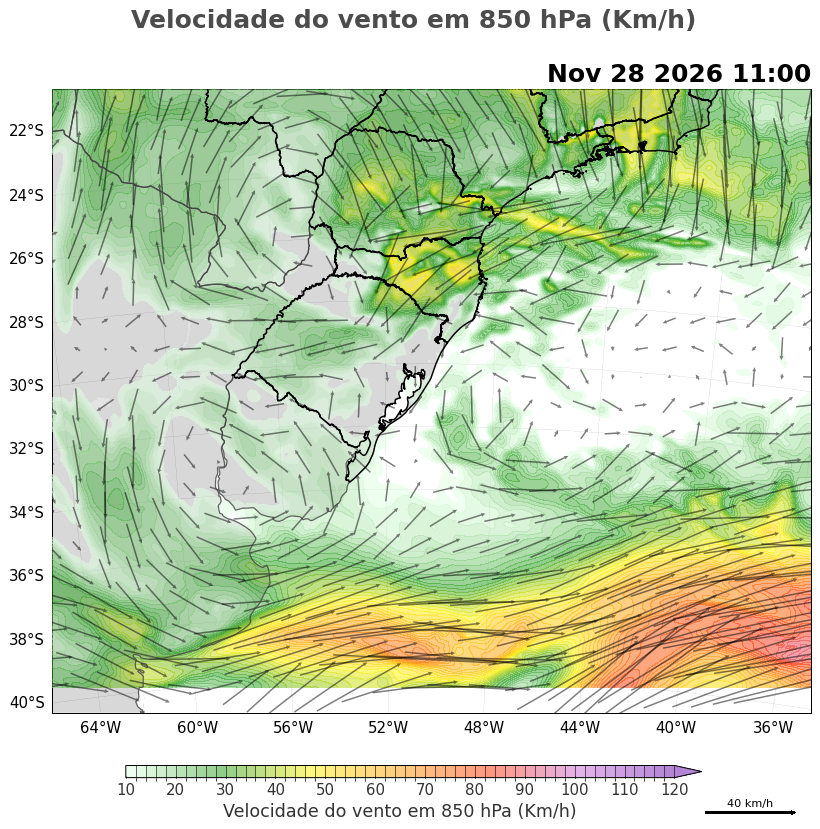 Velocidade do vento em 850 hPa (Km/h)
Nov 28 2026 11:00
22°S
24°S
26°S
28°S
30°S
32°S
34°S
36°S
38°S
40°S
64°W 60°W 56°W 52°W 48°W 44°W 40°W 36°W
10 20 30 40 50 60 70 80 90 100 110 120
Velocidade do vento em 850 hPa (Km/h)
40 km/h